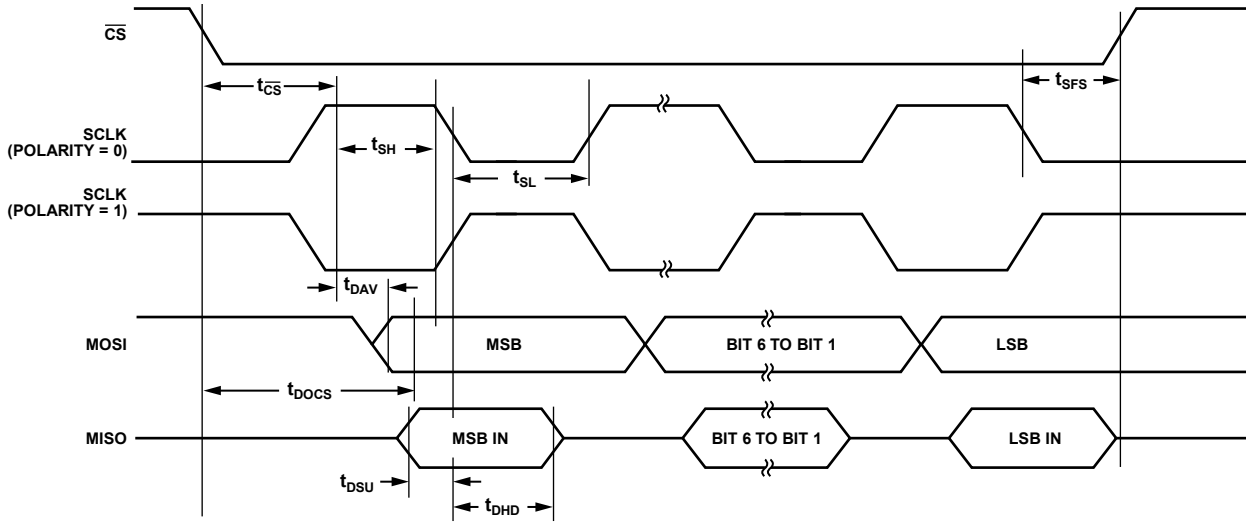 CS
tCS
tSFS
SCLK
(POLARITY = 0)
tSH
tSL
SCLK
(POLARITY = 1)
tDAV
MOSI
MSB
BIT 6 TO BIT 1
LSB
tDOCS
MISO
MSB IN
BIT 6 TO BIT 1
LSB IN
tDSU
tDHD